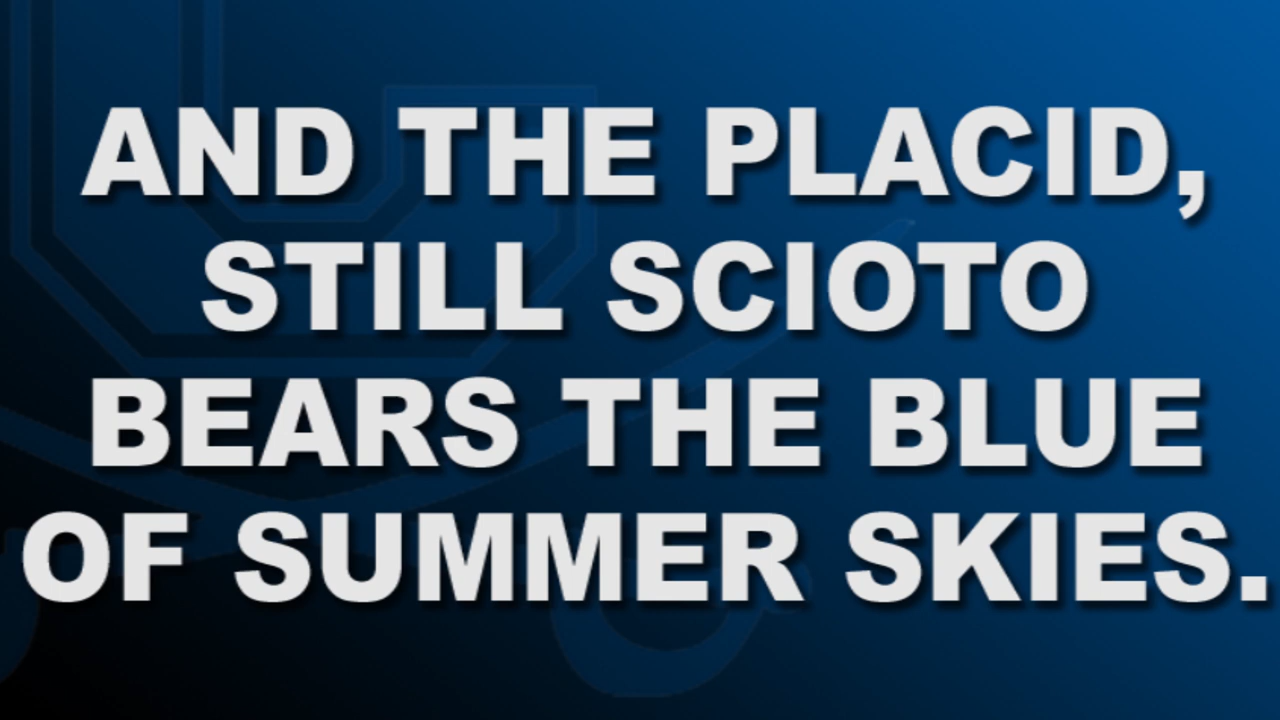 AND THE PLACID,
STILL SCIOTO
BEARS THE BLUE
OF SUMMER SKIES.